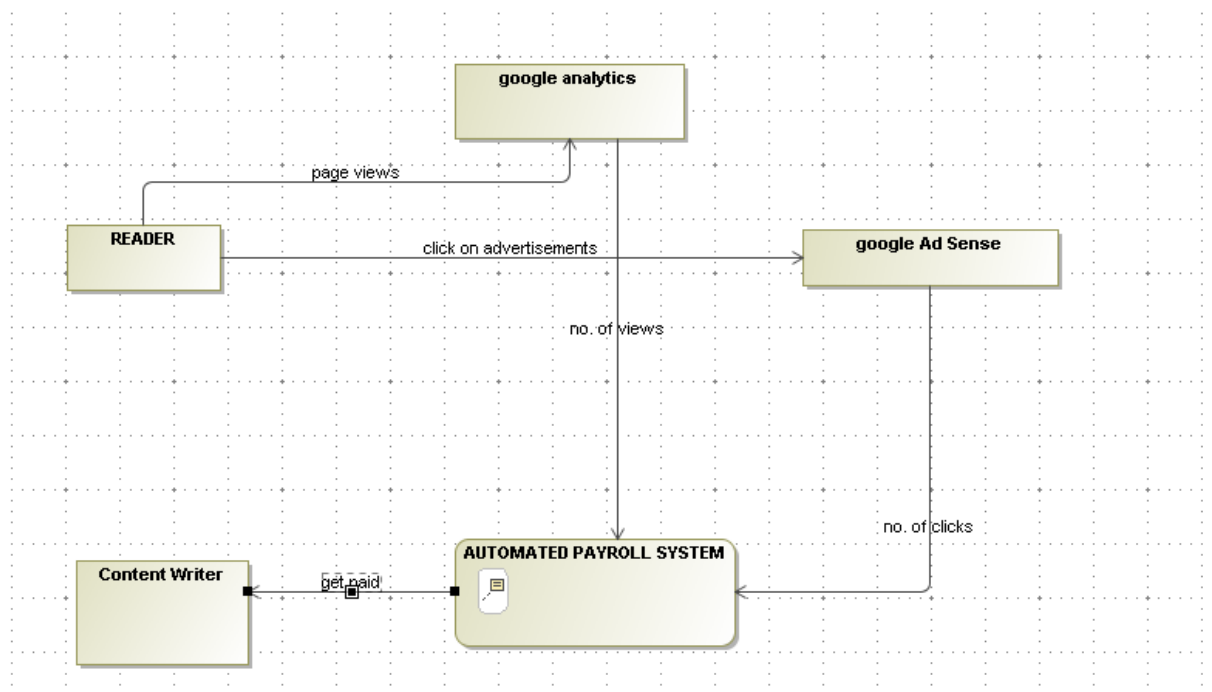 google analytics
page views
READER
click on advertisements
google Ad Sense
no. of views
no. of clicks
AUTOMATED PAYROLL SYSTEM
Content Writer
get paid